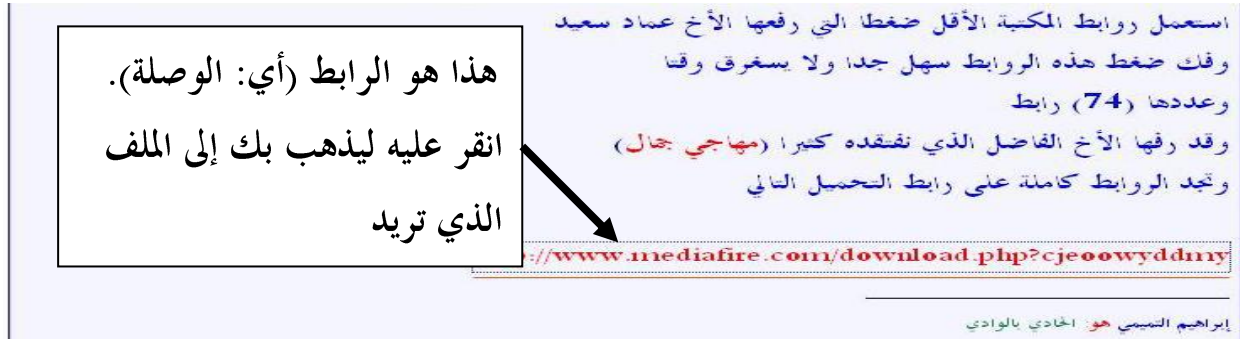 استعمل روابط المكتبة الأقل ضغطا التي رفعها الأخ عماد سعيد
وفك ضغط هذه الروابط سهل جدا ولا يسغرق وقتا
وعددها (74) رابط
وقد رفها الأخ الفاضل الذي نفتقده كثيرا (مهاجي جمال)
وتجد الروابط كاملة على رابط التحميل التالي
هذا هو الرابط (أي: الوصلة).
انقر عليه ليذهب بك إلى الملف
الذي تريد
://www.mediafire.com/download.php?cjeoowyddmy
إبراهيم التميمي هو: الحادي بالوادي